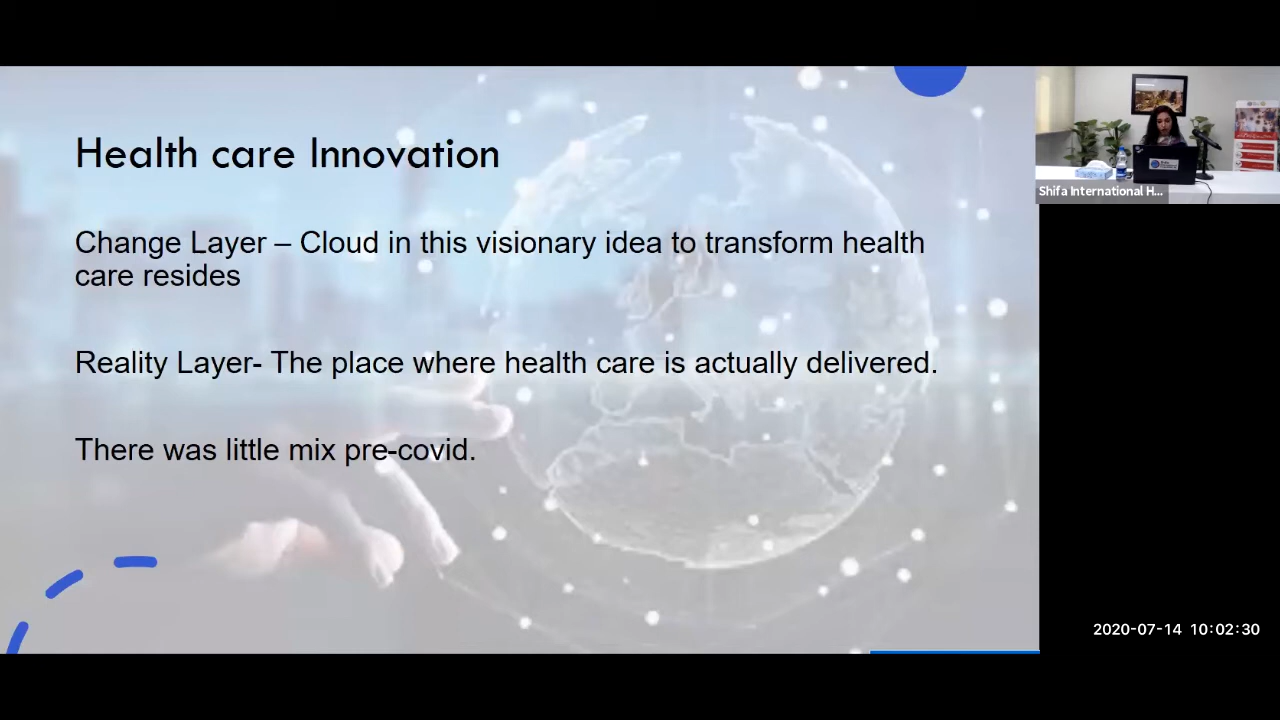 Health care Innovation
Change Layer – Cloud in this visionary idea to transform health
care resides
Reality Layer- The place where health care is actually delivered.
There was little mix pre-covid.
Shifa International H...
2020-07-14 10:02:30